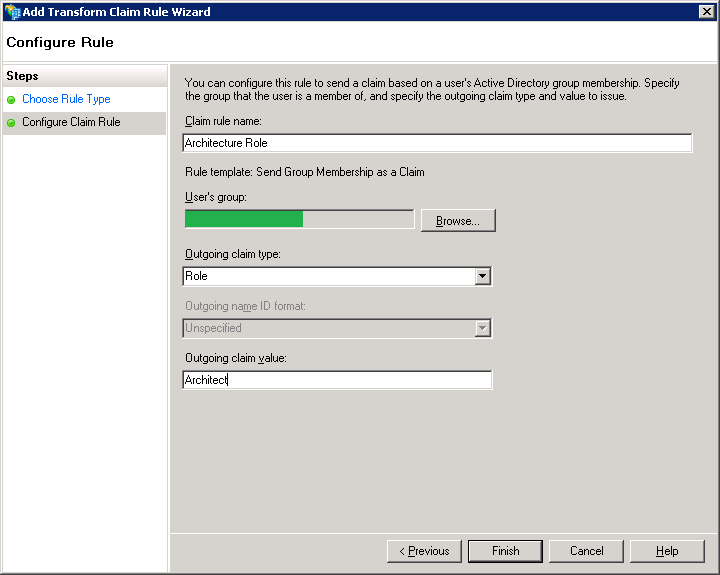 Add Transform Claim Rule Wizard
Configure Rule
Steps
Choose Rule Type
Configure Claim Rule
You can configure this rule to send a claim based on a user's Active Directory group membership. Specify
the group that the user is a member of, and specify the outgoing claim type and value to issue.
Claim rule name:
Architecture Role
Rule template: Send Group Membership as a Claim
User's group:
Browse...
Outgoing claim type:
Role
Outgoing name ID format:
Unspecified
Outgoing claim value:
Architect
< Previous
Finish
Cancel
Help